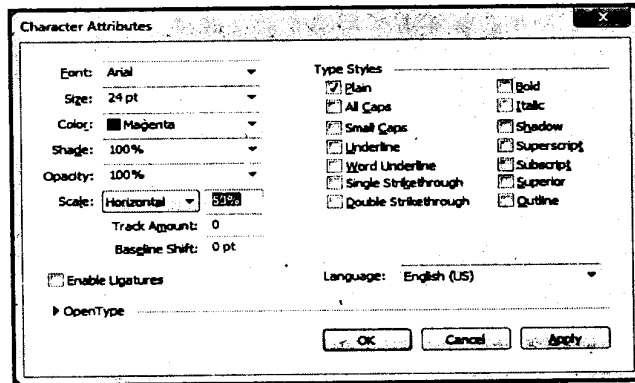 Character Attributes
Font: Arial
Size: 24 pt
Color: Magenta
Shade: 100%
Opacity: 100%
Scale: Horizontal 50%
Track Amount: 0
Baseline Shift: 0 pt
Enable Ligatures
OpenType
Type Styles
Plain Bold
All Caps Italic
Small Caps Shadow
Underline Superscript
Word Underline Subscript
Single Strikethrough Superior
Double Strikethrough Outline
Language: English (US)
OK Cancel Apply